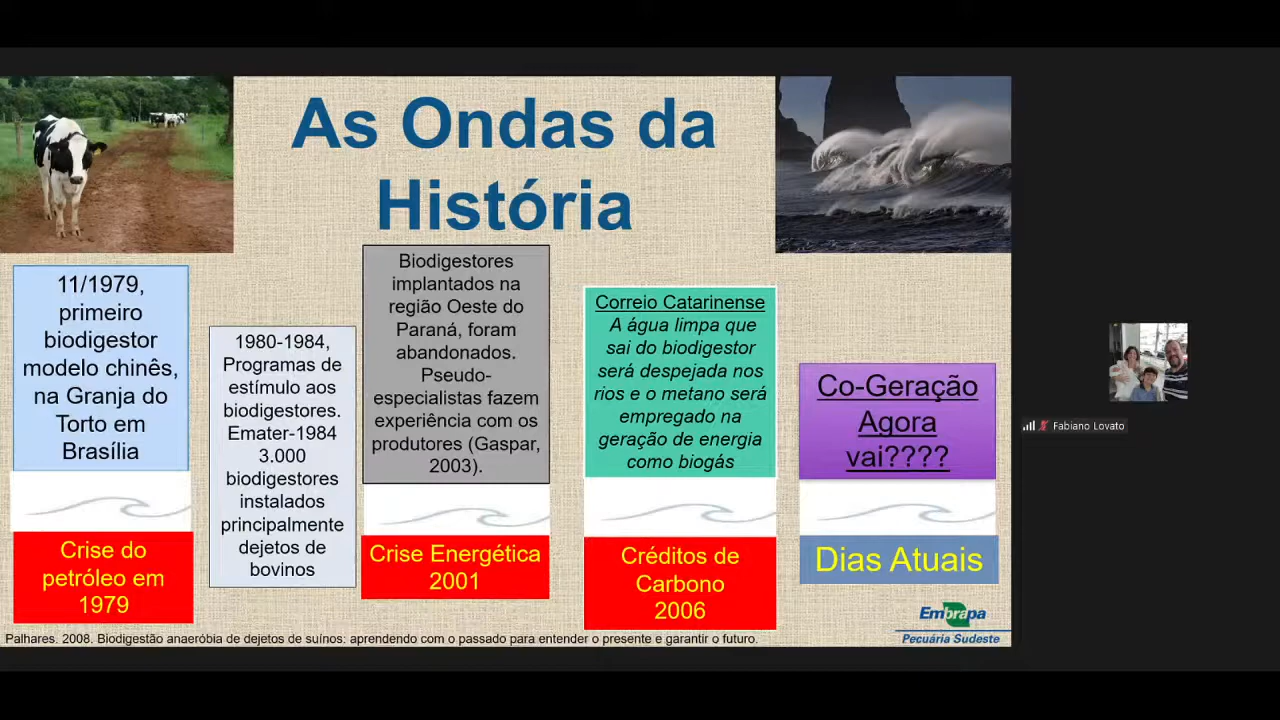 As Ondas da
História
11/1979,
primeiro
biodigestor
modelo chinês,
na Granja do
Torto em
Brasília
Crise do
petróleo em
1979
1980-1984,
Programas de
estímulo aos
biodigestores.
Emater-1984
3.000
biodigestores
instalados
principalmente
dejetos de
bovinos
Biodigestores
implantados na
região Oeste do
Paraná, foram
abandonados.
Pseudo-
especialistas fazem
experiência com os
produtores (Gaspar,
2003).
Crise Energética
2001
Correio Catarinense
A água limpa que
sai do biodigestor
será despejada nos
rios e o metano será
empregado na
geração de energia
como biogás
Créditos de
Carbono
2006
Co-Geração
Agora
vai????
Dias Atuais
Embrapa
Pecuária Sudeste
Palhares. 2008. Biodigestão anaeróbia de dejetos de suínos: aprendendo com o passado para entender o presente e garantir o futuro.
Fabiano Lovato